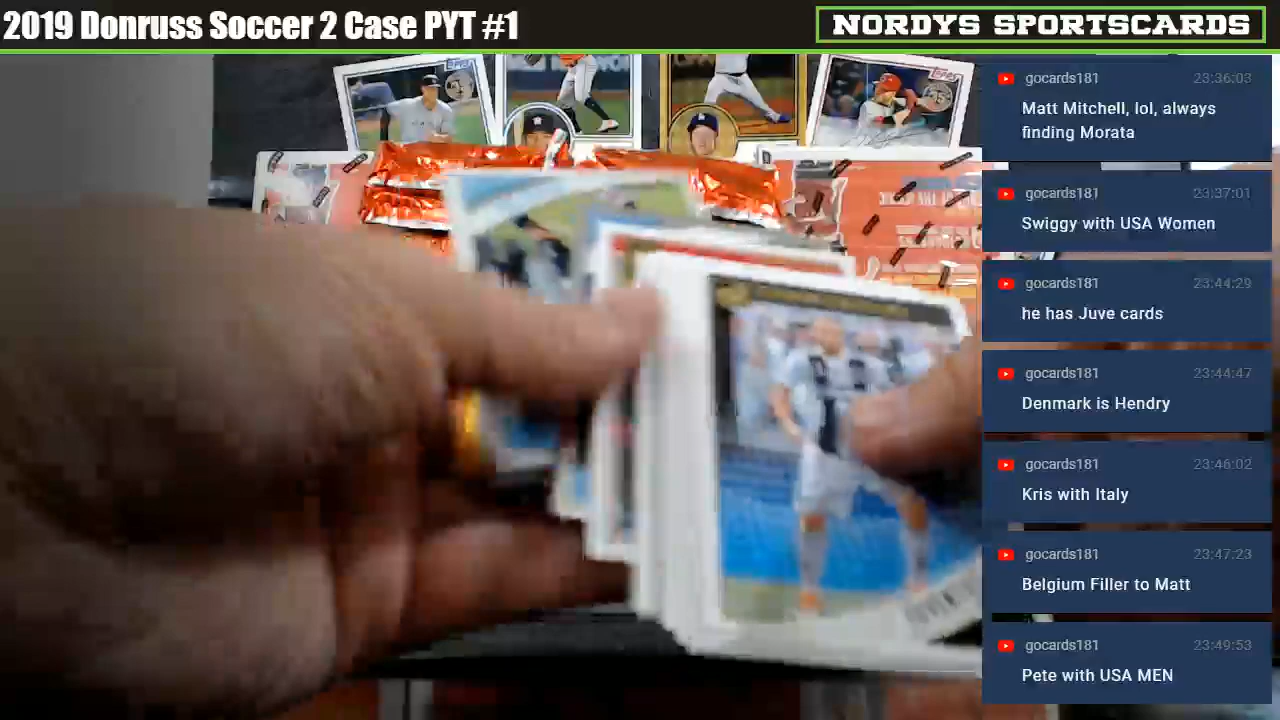 2019 Donruss Soccer 2 Case PYT #1
NORDYS SPORTSCARDS
gocards181 23:36:03
Matt Mitchell, lol, always
finding Morata
gocards181 23:37:01
Swiggy with USA Women
gocards181 23:44:29
he has Juve cards
gocards181 23:44:47
Denmark is Hendry
gocards181 23:46:02
Kris with Italy
gocards181 23:47:23
Belgium Filler to Matt
gocards181 23:49:53
Pete with USA MEN